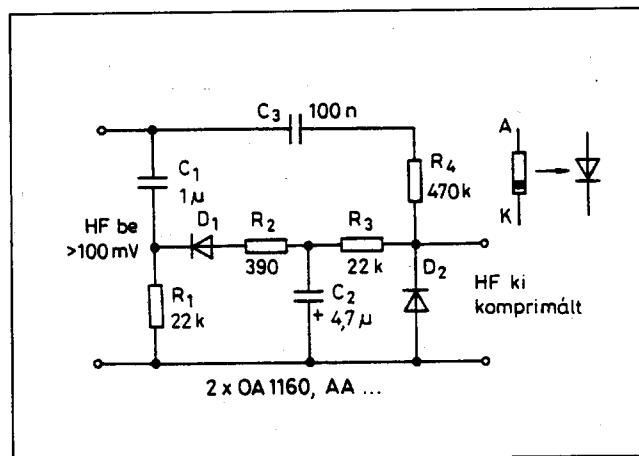 C3 100 n
C1
1 µ
R4
470 k
A
K
HF be
>100 mV
D1
R2
390
R3
22 k
D2
R1
22 k
C2
+ 4,7 µ
HF ki
komprimált
2 x OA 1160, AA ...